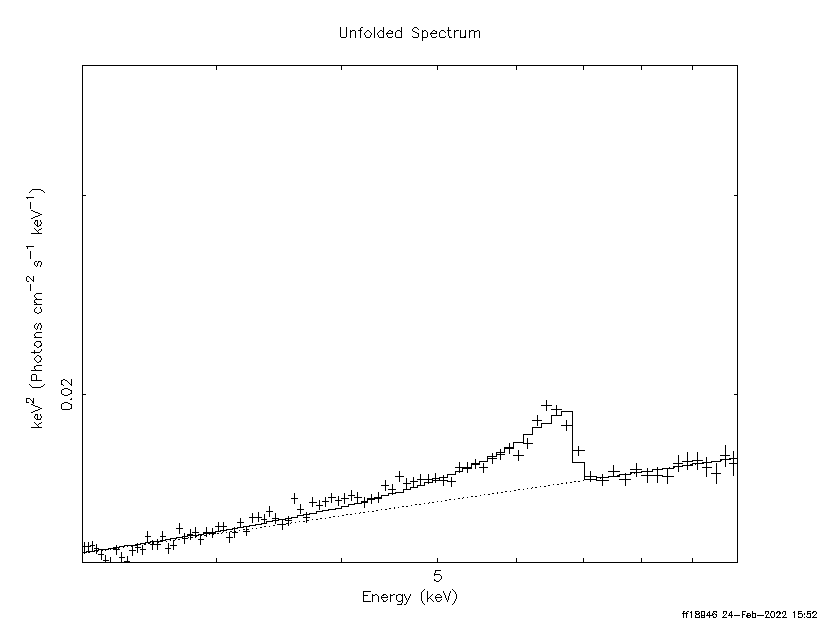 Unfolded Spectrum
keV² (Photons cm⁻² s⁻¹ keV⁻¹)
0.02
5
Energy (keV)
ff18946 24-Feb-2022 15:52